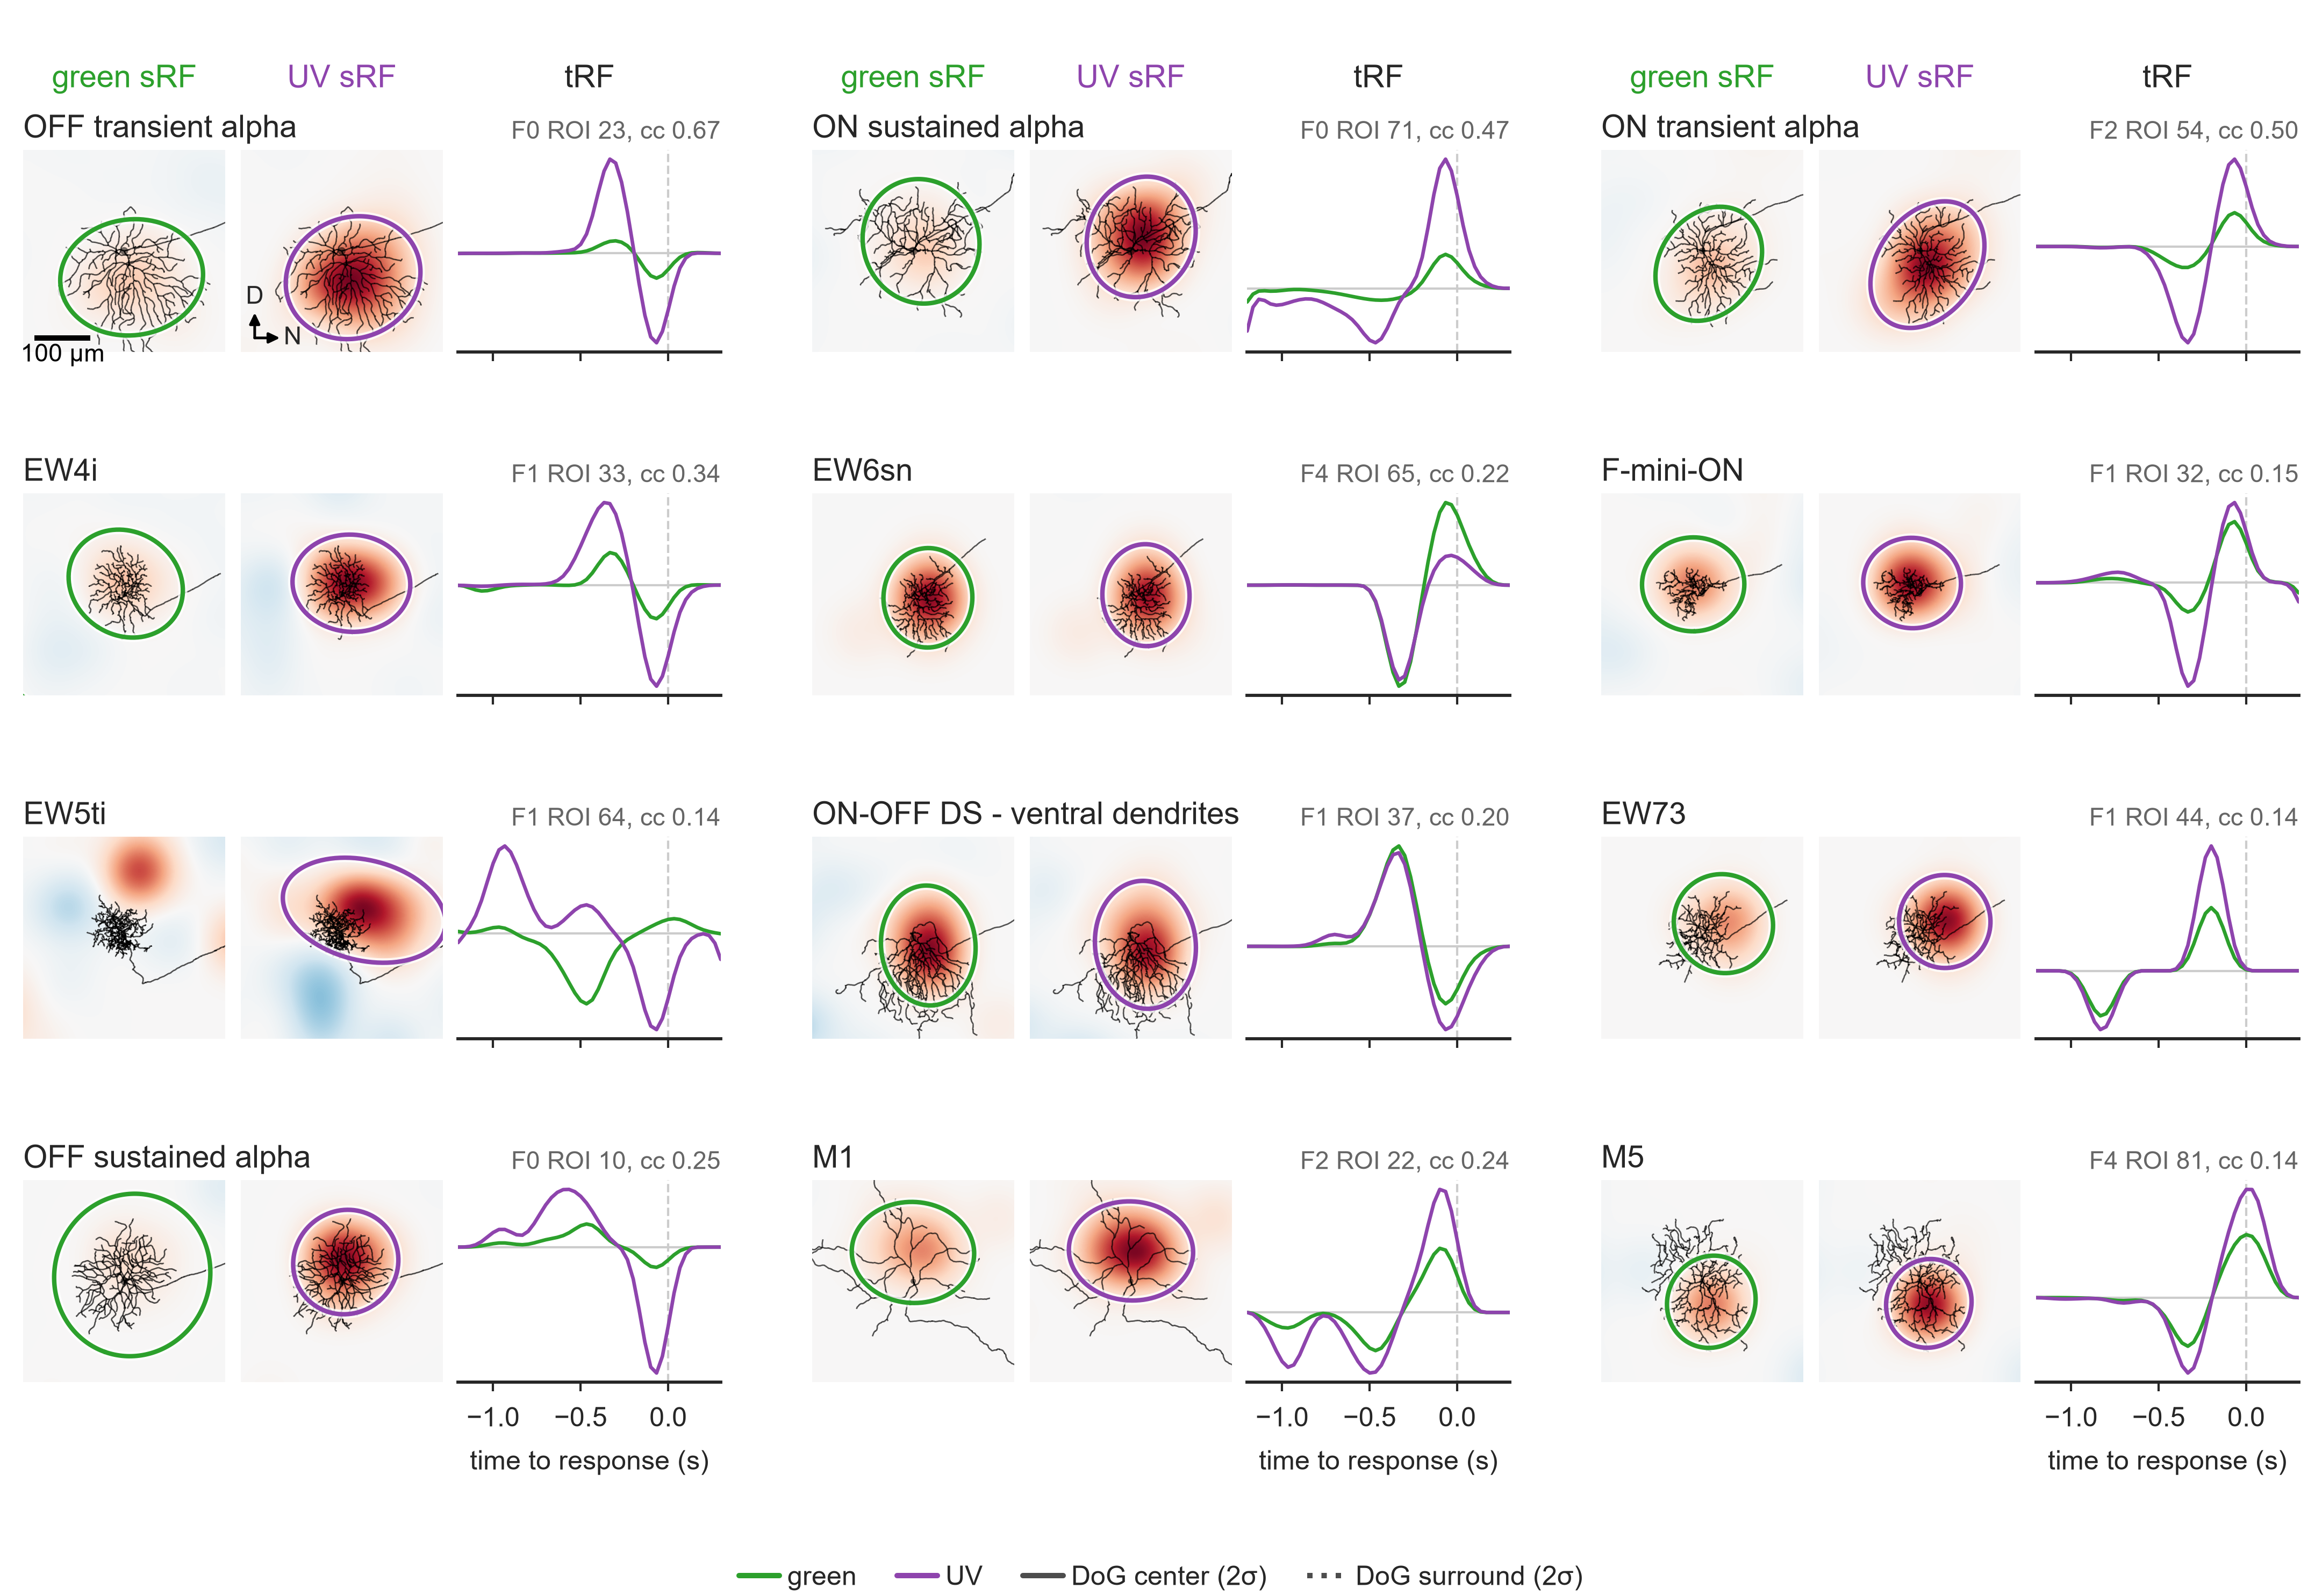 green sRF UV sRF tRF green sRF UV sRF tRF green sRF UV sRF tRF
OFF transient alpha F0 ROI 23, cc 0.67 ON sustained alpha F0 ROI 71, cc 0.47 ON transient alpha F2 ROI 54, cc 0.50
D
N
100 µm
EW4i F1 ROI 33, cc 0.34 EW6sn F4 ROI 65, cc 0.22 F-mini-ON F1 ROI 32, cc 0.15
EW5ti F1 ROI 64, cc 0.14 ON-OFF DS - ventral dendrites F1 ROI 37, cc 0.20 EW73 F1 ROI 44, cc 0.14
OFF sustained alpha F0 ROI 10, cc 0.25 M1 F2 ROI 22, cc 0.24 M5 F4 ROI 81, cc 0.14
−1.0 −0.5 0.0 −1.0 −0.5 0.0 −1.0 −0.5 0.0
time to response (s) time to response (s) time to response (s)
green UV DoG center (2σ) DoG surround (2σ)